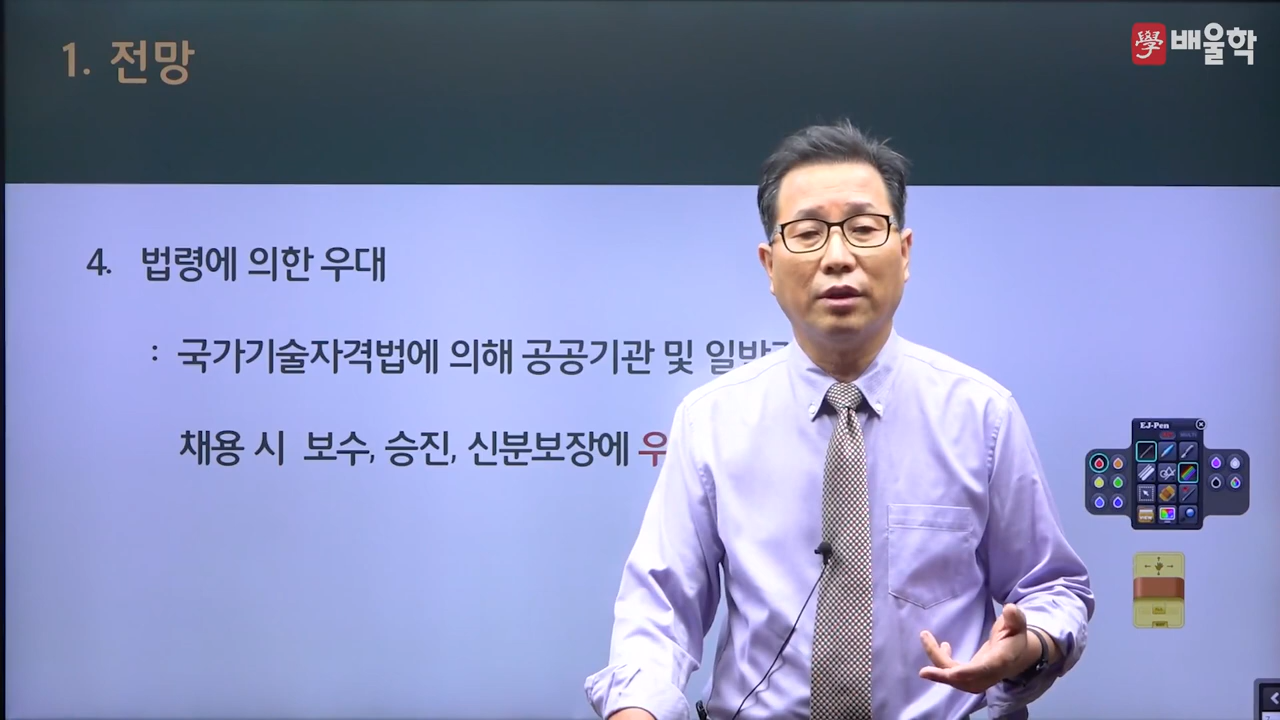 1. 전망
學 배울학
4. 법령에 의한 우대
: 국가기술자격법에 의해 공공기관 및 일반
채용 시 보수, 승진, 신분보장에 우
EJ-Pen